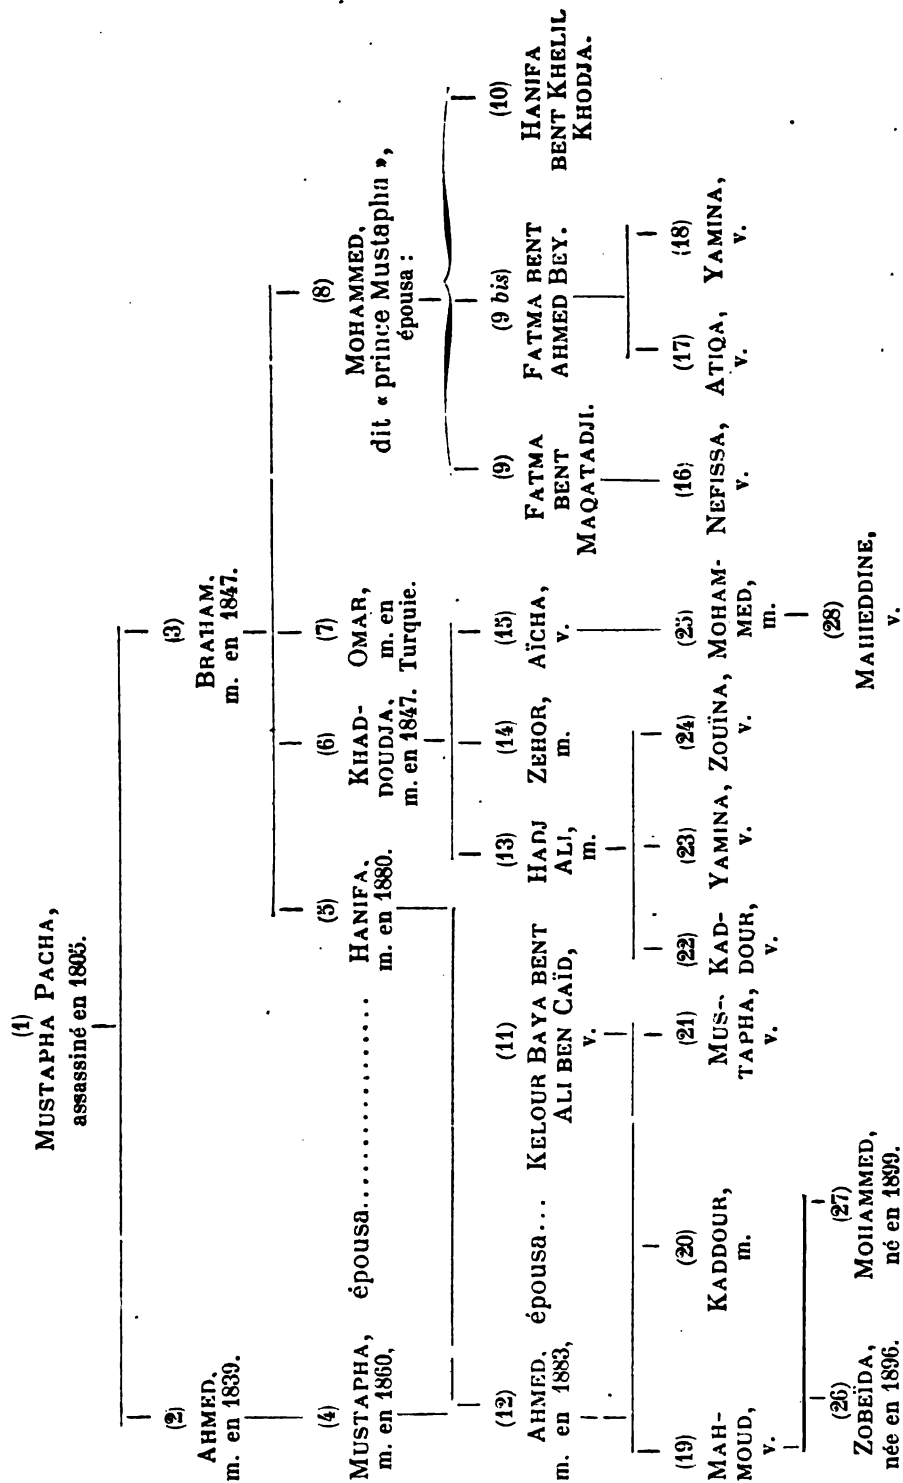 (1)
MUSTAPHA PACHA,
assassiné en 1805.
(2)
AHMED.
m. en 1839.
(3)
BRAHAM.
m. en 1847.
(4)
MUSTAPHA,
m. en 1860,
épousa................
(5)
HANIFA.
m. en 1880.
(6)
KHAD-
DOUDJA.
m. en 1847.
(7)
OMAR,
m. en
Turquie.
(8)
MOHAMMED,
dit « prince Mustapha »,
épousa :
(9)
FATMA
BENT
MAQATADJI.
(9 bis)
FATMA BENT
AHMED BEY.
(10)
HANIFA
BENT KHELIL
KHODJA.
(12)
AHMED.
m. en 1883,
épousa...
(11)
KELOUR BAYA BENT
ALI BEN CAÏD,
v.
(13)
HADJ
ALI,
m.
(14)
ZEHOR,
m.
(15)
AÏCHA,
v.
(16)
NEFISSA,
v.
(17)
ATIQA,
v.
(18)
YAMINA,
v.
(19)
MAH-
MOUD,
v.
(20)
KADDOUR,
m.
(21)
MUS-
TAPHA,
v.
(22)
KAD-
DOUR,
v.
(23)
YAMINA,
v.
(24)
ZOUÏNA,
v.
(25)
MOHAM-
MED,
m.
(26)
ZOBEÏDA,
née en 1896.
(27)
MOHAMMED,
né en 1899.
(28)
MAHIEDDINE,
v.